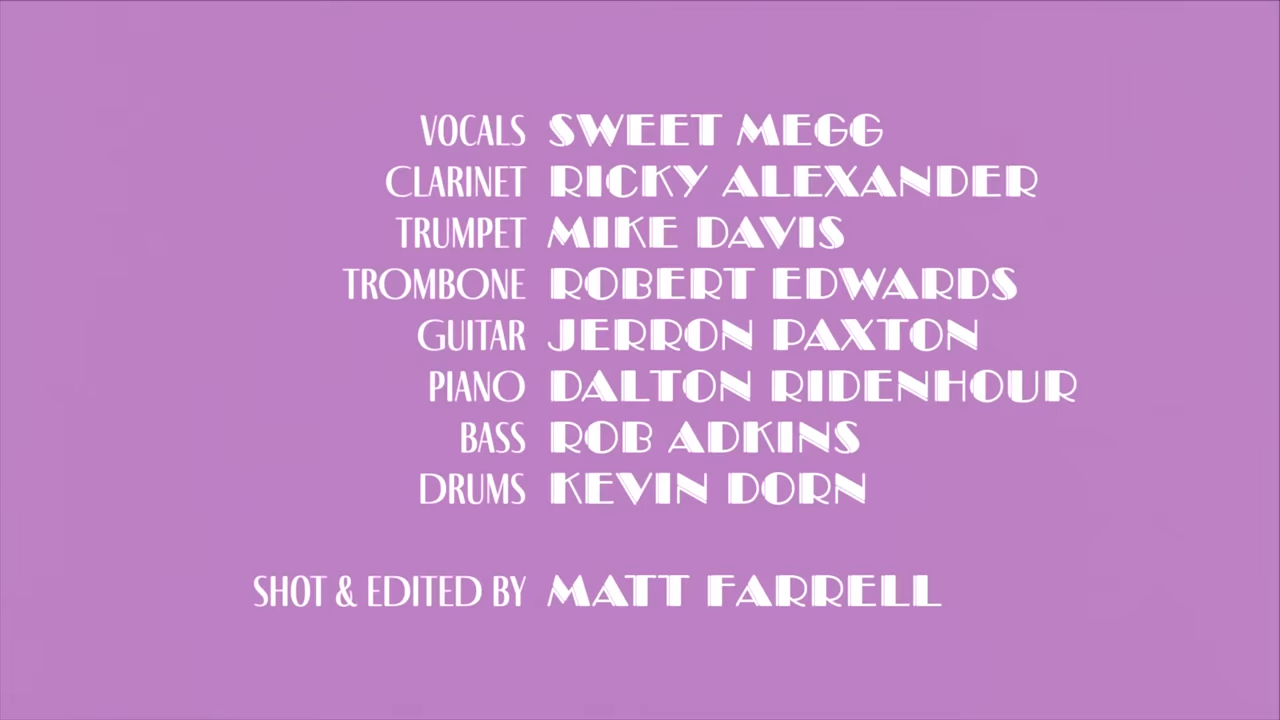 VOCALS SWEET MEGG
CLARINET RICKY ALEXANDER
TRUMPET MIKE DAVIS
TROMBONE ROBERT EDWARDS
GUITAR JERRON PAXTON
PIANO DALTON RIDENHOUR
BASS ROB ADKINS
DRUMS KEVIN DORN
SHOT & EDITED BY MATT FARRELL